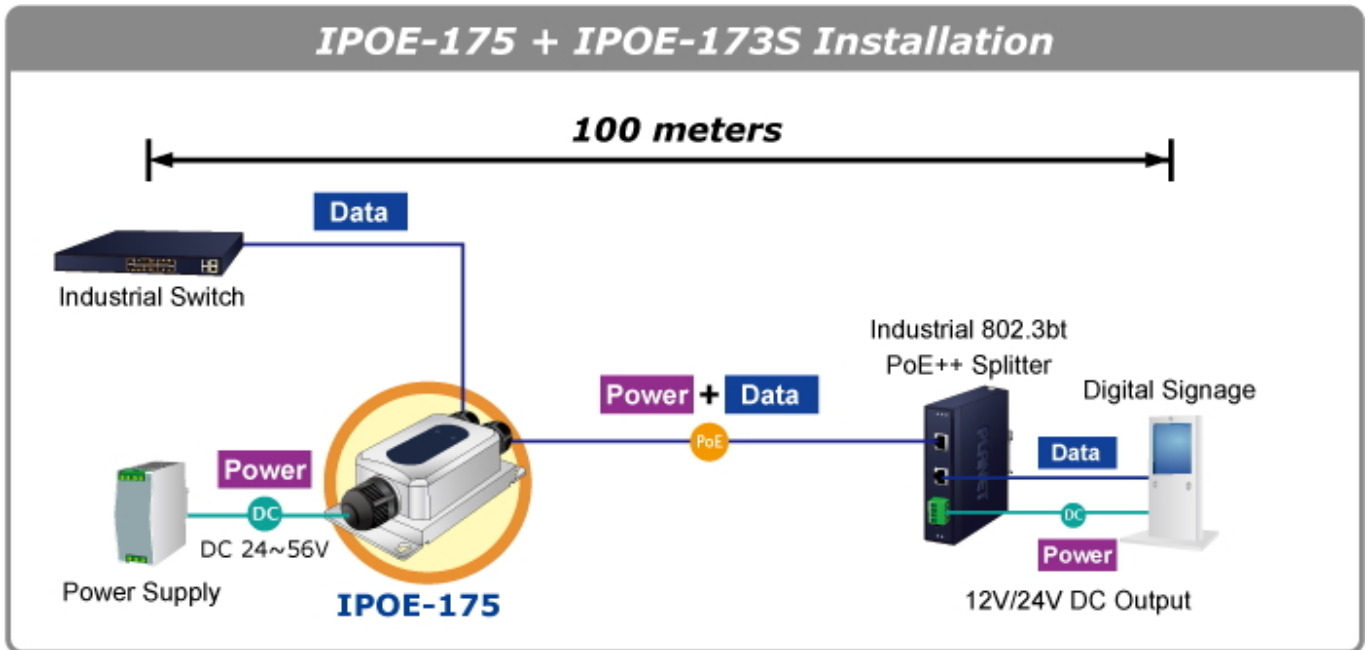 IPOE-175 + IPOE-173S Installation
100 meters
Data
Industrial Switch
Industrial 802.3bt
PoE++ Splitter
Digital Signage
Power + Data
PoE
PLANET
Data
Power
DC
DC 24~56V
DC
Power
Power Supply
IPOE-175
12V/24V DC Output